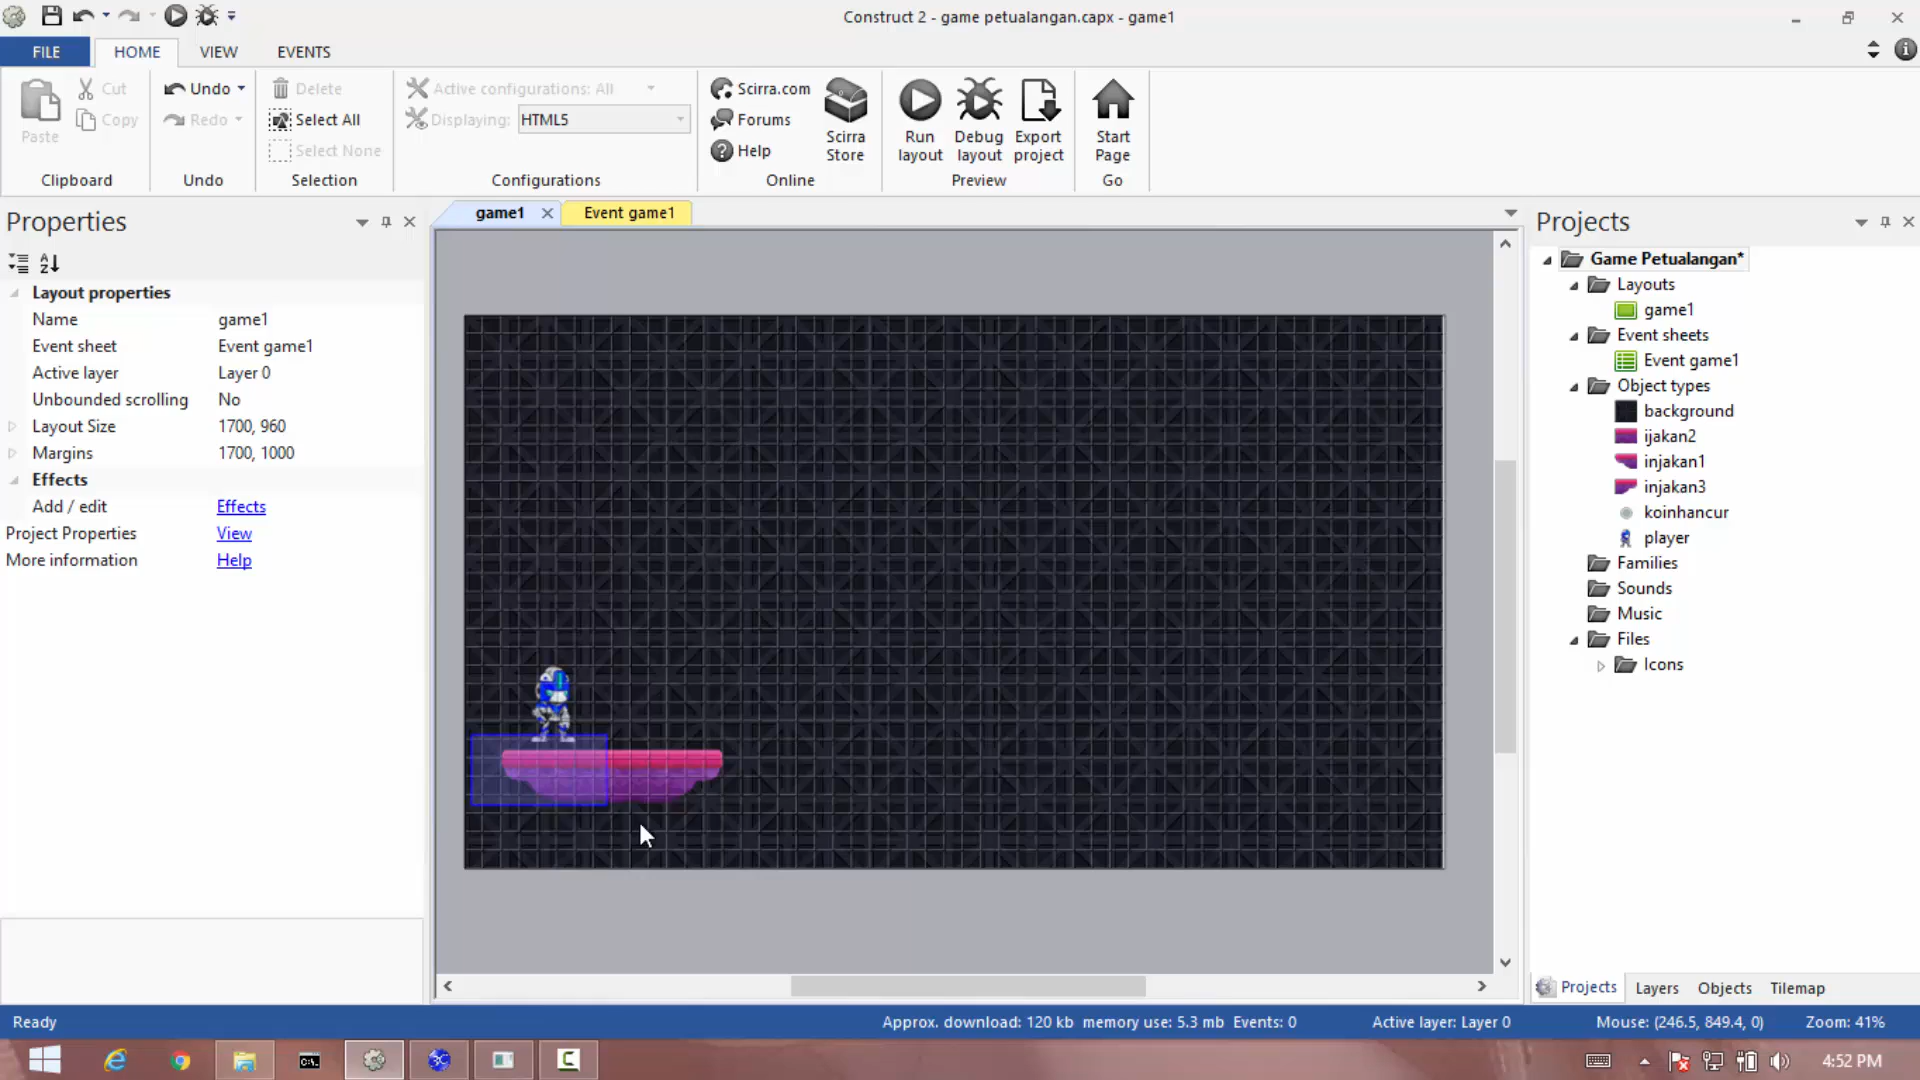 Construct 2 - game petualangan.capx - game1
FILE
HOME
VIEW
EVENTS
Paste
Cut
Copy
Clipboard
Undo
Redo
Undo
Delete
Select All
Select None
Selection
Active configurations: All
Displaying: HTML5
Configurations
Scirra.com
Forums
Help
Scirra Store
Online
Run layout
Debug layout
Export project
Preview
Start Page
Go
Properties
game1
Event game1
Projects
A
Z
Layout properties
Name game1
Event sheet Event game1
Active layer Layer 0
Unbounded scrolling No
Layout Size 1700, 960
Margins 1700, 1000
Effects
Add / edit Effects
Project Properties View
More information Help
Game Petualangan*
Layouts
game1
Event sheets
Event game1
Object types
background
ijakan2
injakan1
injakan3
koinhancur
player
Families
Sounds
Music
Files
Icons
Projects
Layers
Objects
Tilemap
Ready
Approx. download: 120 kb memory use: 5.3 mb Events: 0
Active layer: Layer 0
Mouse: (246.5, 849.4, 0)
Zoom: 41%
4:52 PM